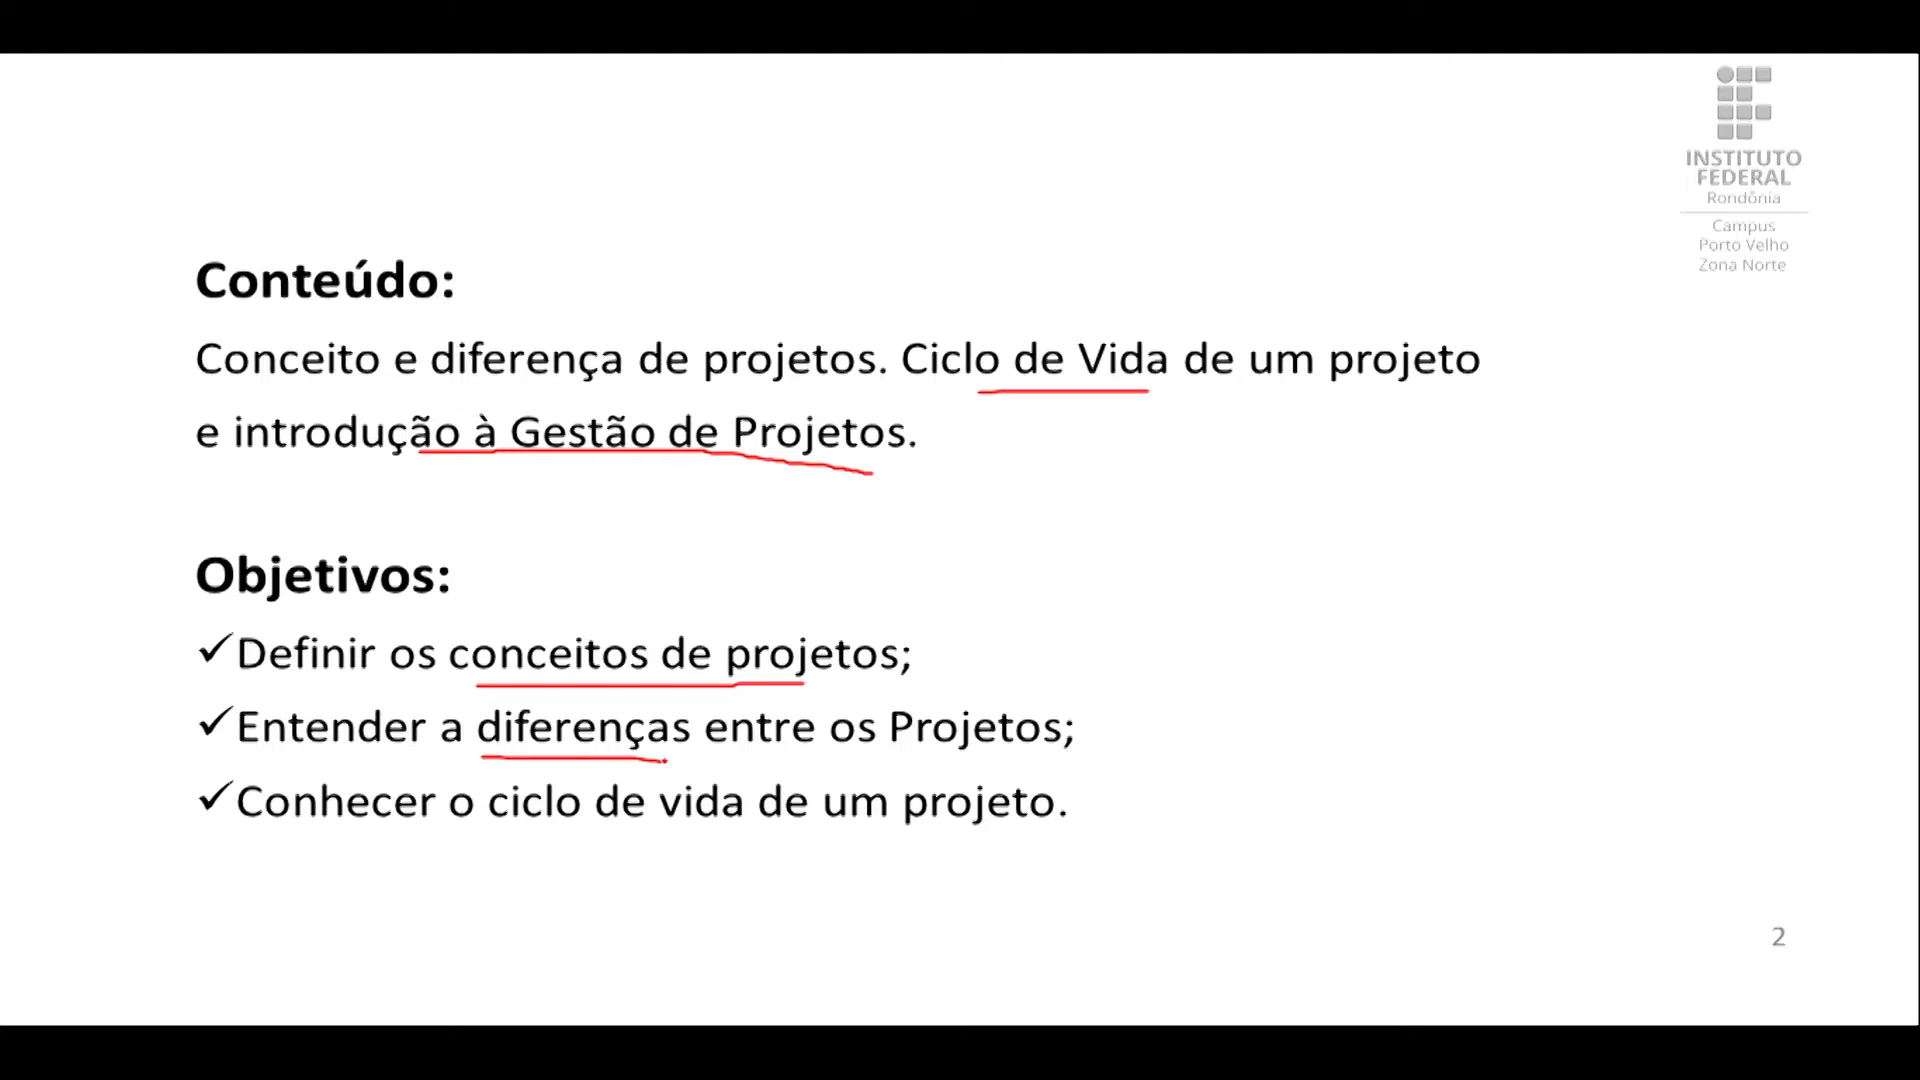 INSTITUTO
FEDERAL
Rondônia
Campus
Porto Velho
Zona Norte
Conteúdo:
Conceito e diferença de projetos. Ciclo de Vida de um projeto
e introdução à Gestão de Projetos.
Objetivos:
✓Definir os conceitos de projetos;
✓Entender a diferenças entre os Projetos;
✓Conhecer o ciclo de vida de um projeto.
2